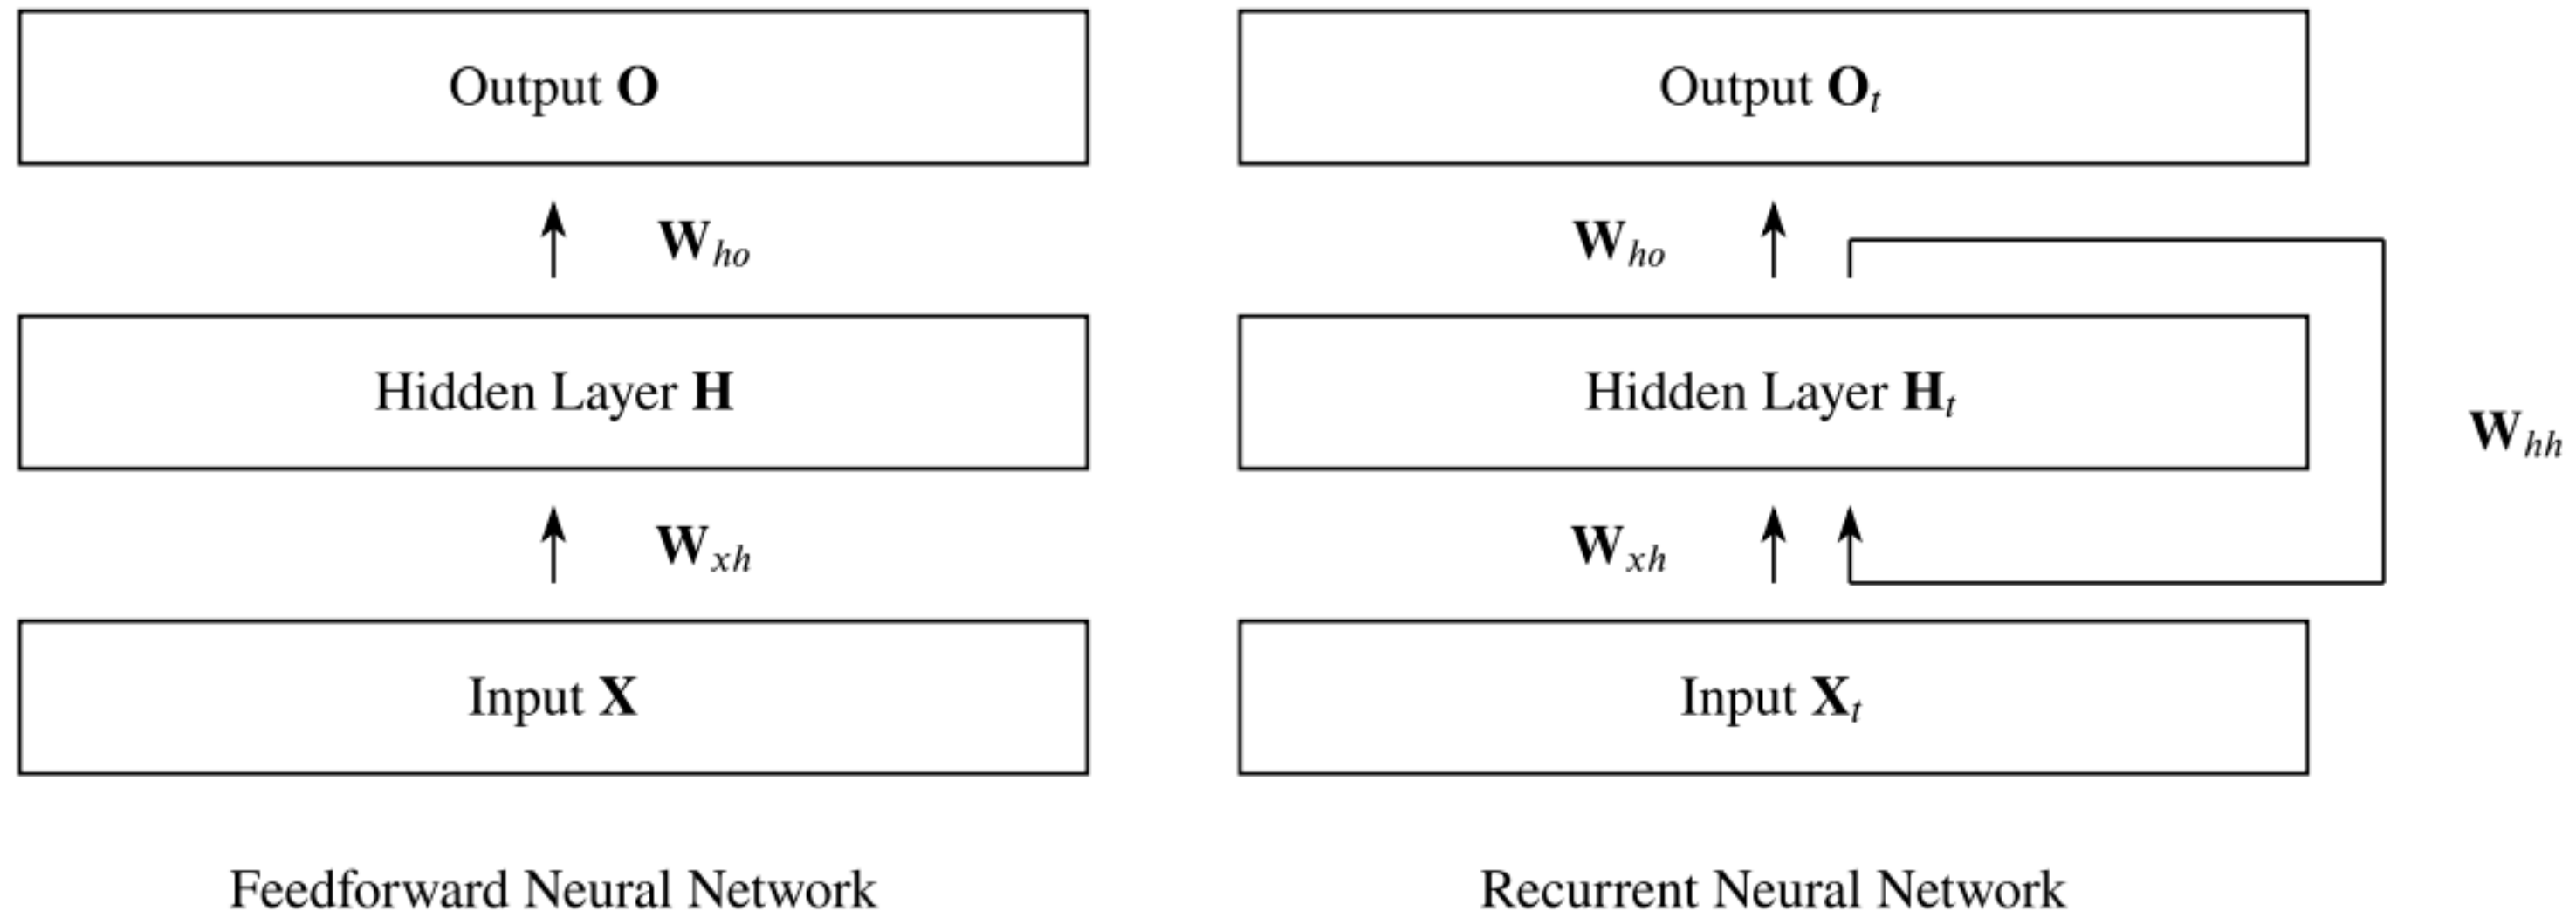 Output O
W_ho
Hidden Layer H
W_xh
Input X
Feedforward Neural Network
Output O_t
W_ho
Hidden Layer H_t
W_hh
W_xh
Input X_t
Recurrent Neural Network